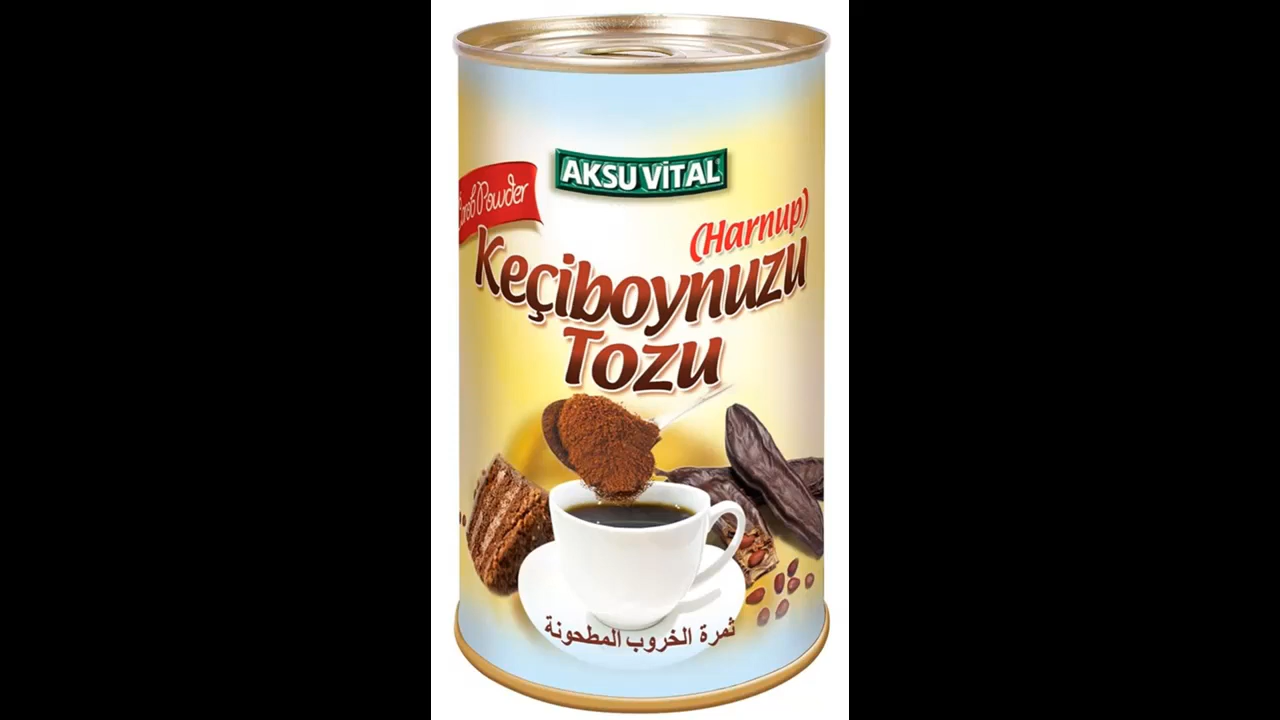 AKSU VİTAL
Carob Powder
(Harnup)
Keçiboynuzu
Tozu
ثمرة الخروب المطحونة